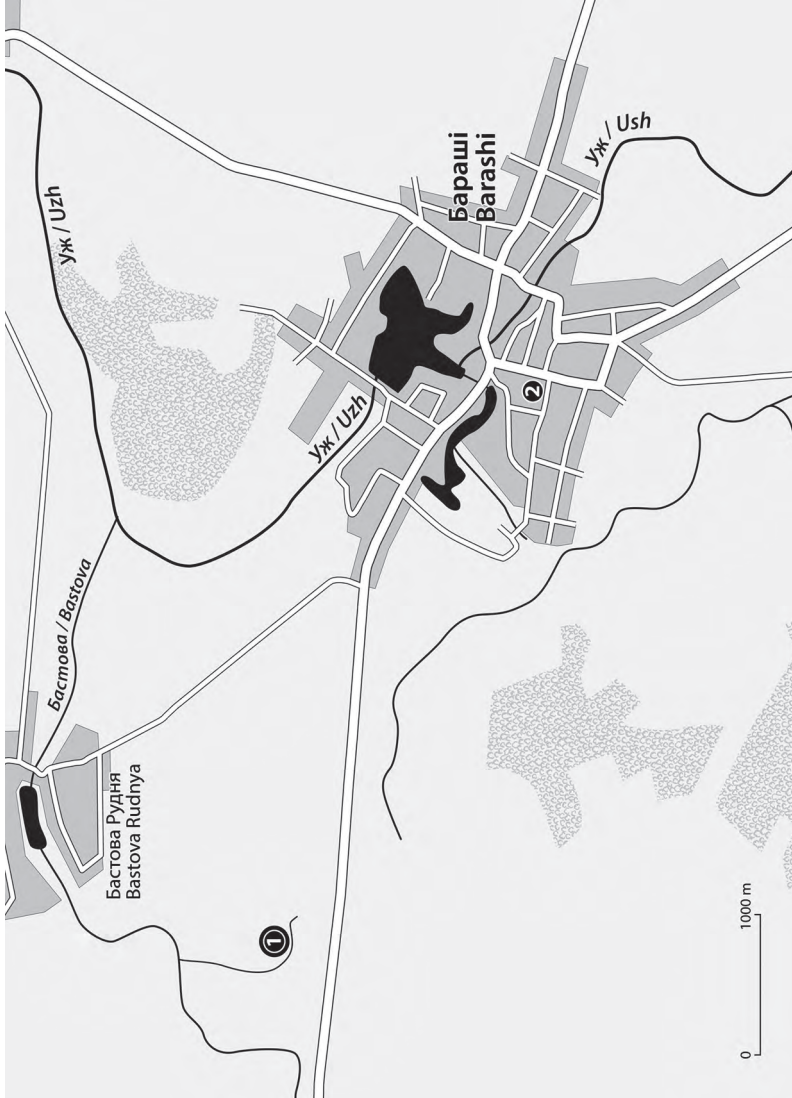 Уж / Uzh
Бараші
Barashi
Уж / Ush
Уж / Uzh
2
Бастова / Bastova
Бастова Рудня
Bastova Rudnya
1
0
1000 m